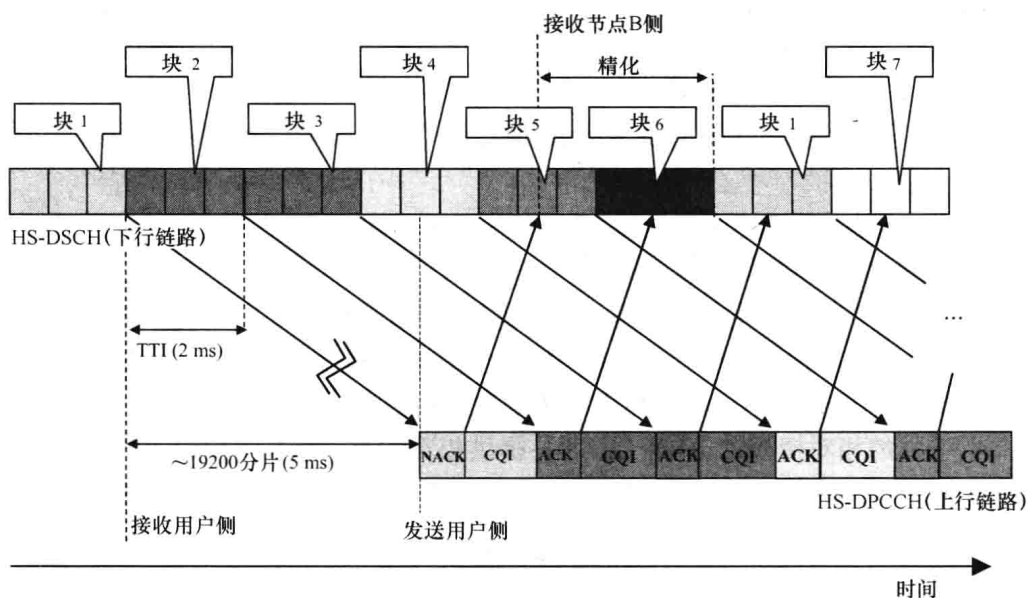 接收节点B侧
精化
块 2
块 4
块 7
块 1
块 3
块 5
块 6
块 1
HS-DSCH(下行链路)
TTI (2 ms)
...
～19200分片(5 ms)
NACK CQI ACK CQI ACK CQI ACK CQI ACK CQI
HS-DPCCH(上行链路)
接收用户侧
发送用户侧
时间